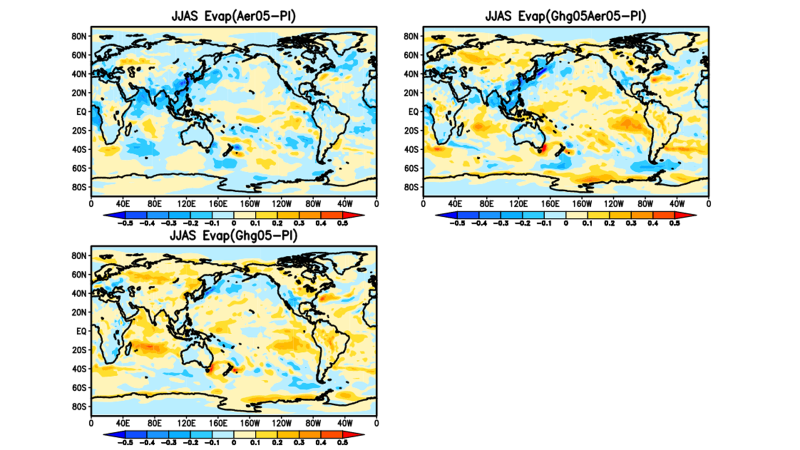 JJAS Evap(Aer05-PI)
80N
60N
40N
20N
EQ
20S
40S
60S
80S
0 40E 80E 120E 160E 160W 120W 80W 40W 0
-0.5 -0.4 -0.3 -0.2 -0.1 0 0.1 0.2 0.3 0.4 0.5
JJAS Evap(Ghg05Aer05-PI)
80N
60N
40N
20N
EQ
20S
40S
60S
80S
0 40E 80E 120E 160E 160W 120W 80W 40W 0
-0.5 -0.4 -0.3 -0.2 -0.1 0 0.1 0.2 0.3 0.4 0.5
JJAS Evap(Ghg05-PI)
80N
60N
40N
20N
EQ
20S
40S
60S
80S
0 40E 80E 120E 160E 160W 120W 80W 40W 0
-0.5 -0.4 -0.3 -0.2 -0.1 0 0.1 0.2 0.3 0.4 0.5